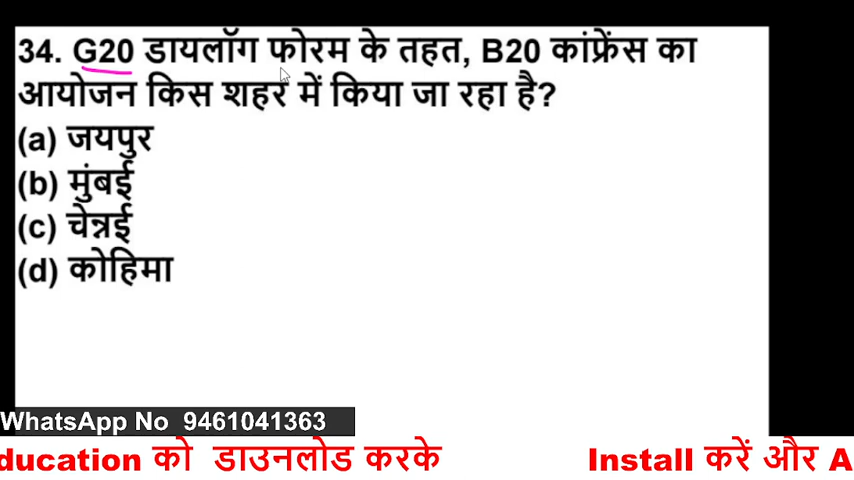 34. G20 डायलॉग फोरम के तहत, B20 कांफ्रेंस का
आयोजन किस शहर में किया जा रहा है?
(a) जयपुर
(b) मुंबई
(c) चेन्नई
(d) कोहिमा
WhatsApp No 9461041363
ducation को डाउनलोड करके Install करें और A